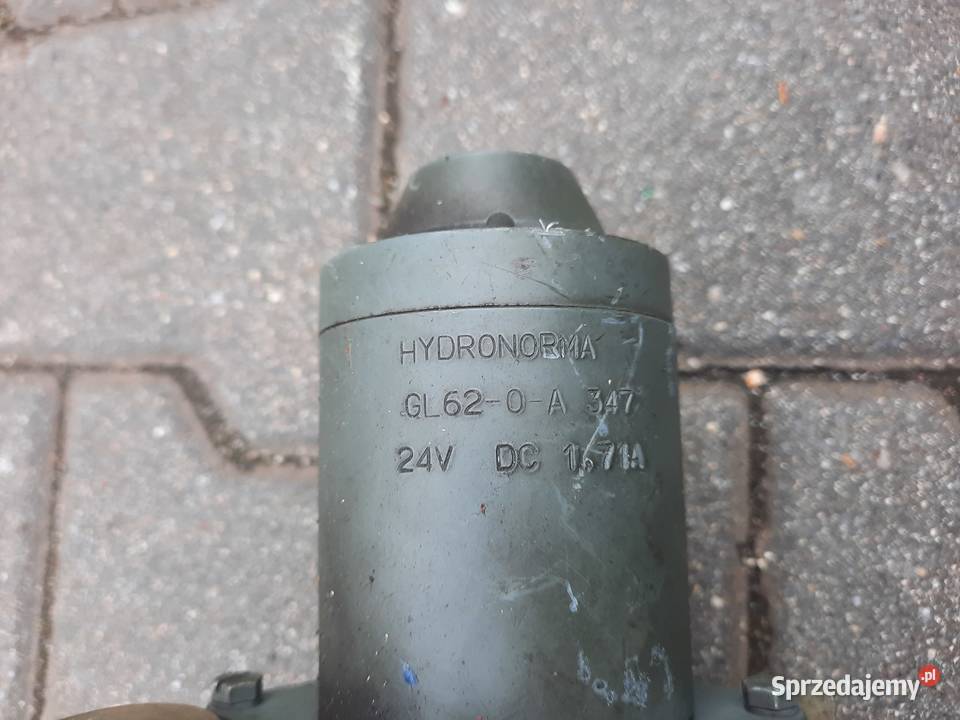 HYDRONORMA
GL62-0-A 347
24V DC 1,71A
Sprzedajemy.pl